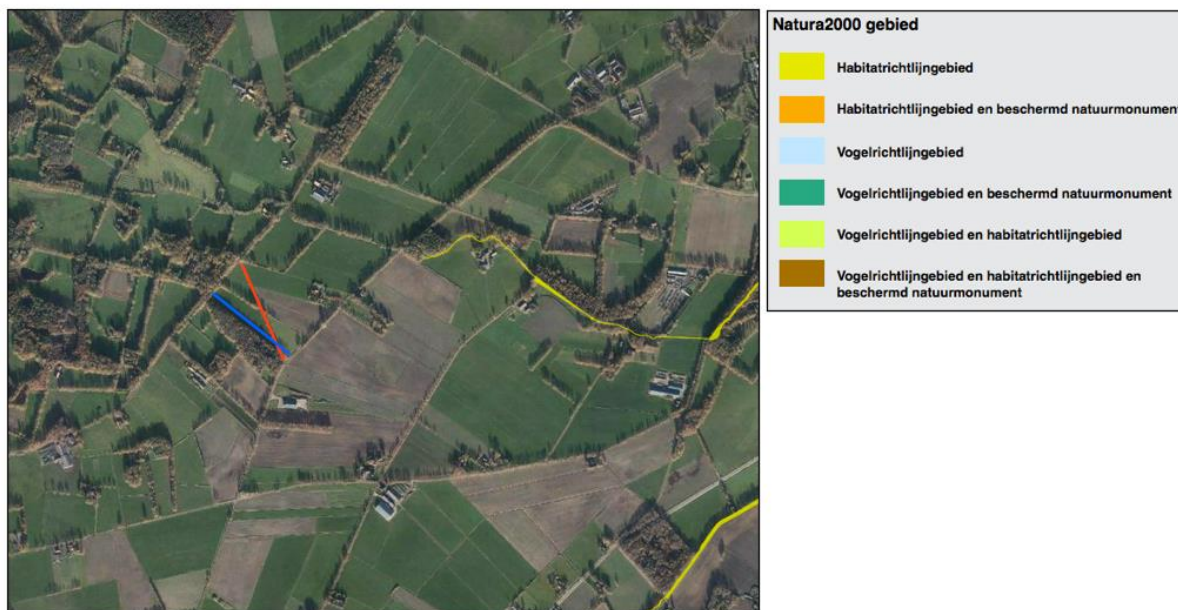 Natura2000 gebied
Habitatrichtlijngebied
Habitatrichtlijngebied en beschermd natuurmonument
Vogelrichtlijngebied
Vogelrichtlijngebied en beschermd natuurmonument
Vogelrichtlijngebied en habitatrichtlijngebied
Vogelrichtlijngebied en habitatrichtlijngebied en
beschermd natuurmonument